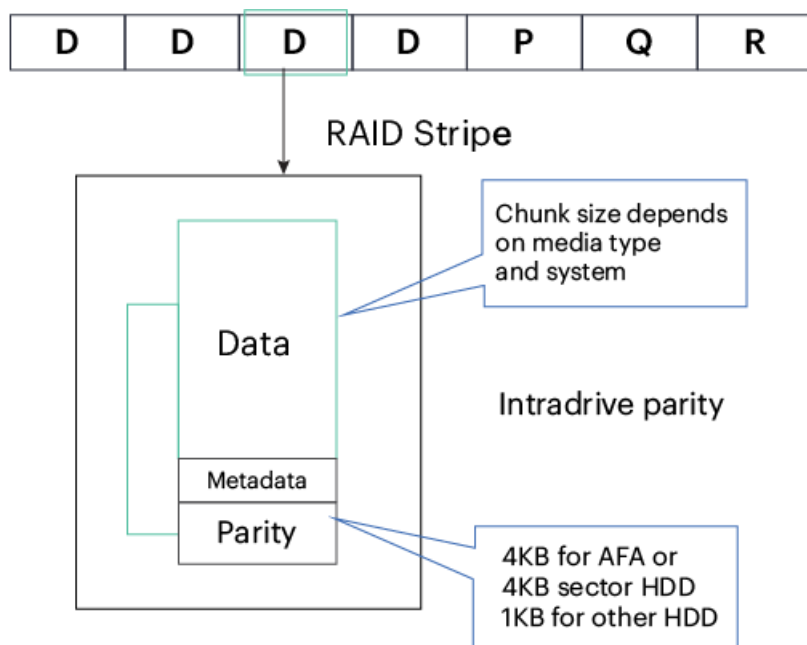 D D D D P Q R
RAID Stripe
Chunk size depends
on media type
and system
Data
Intradrive parity
Metadata
Parity
4KB for AFA or
4KB sector HDD
1KB for other HDD